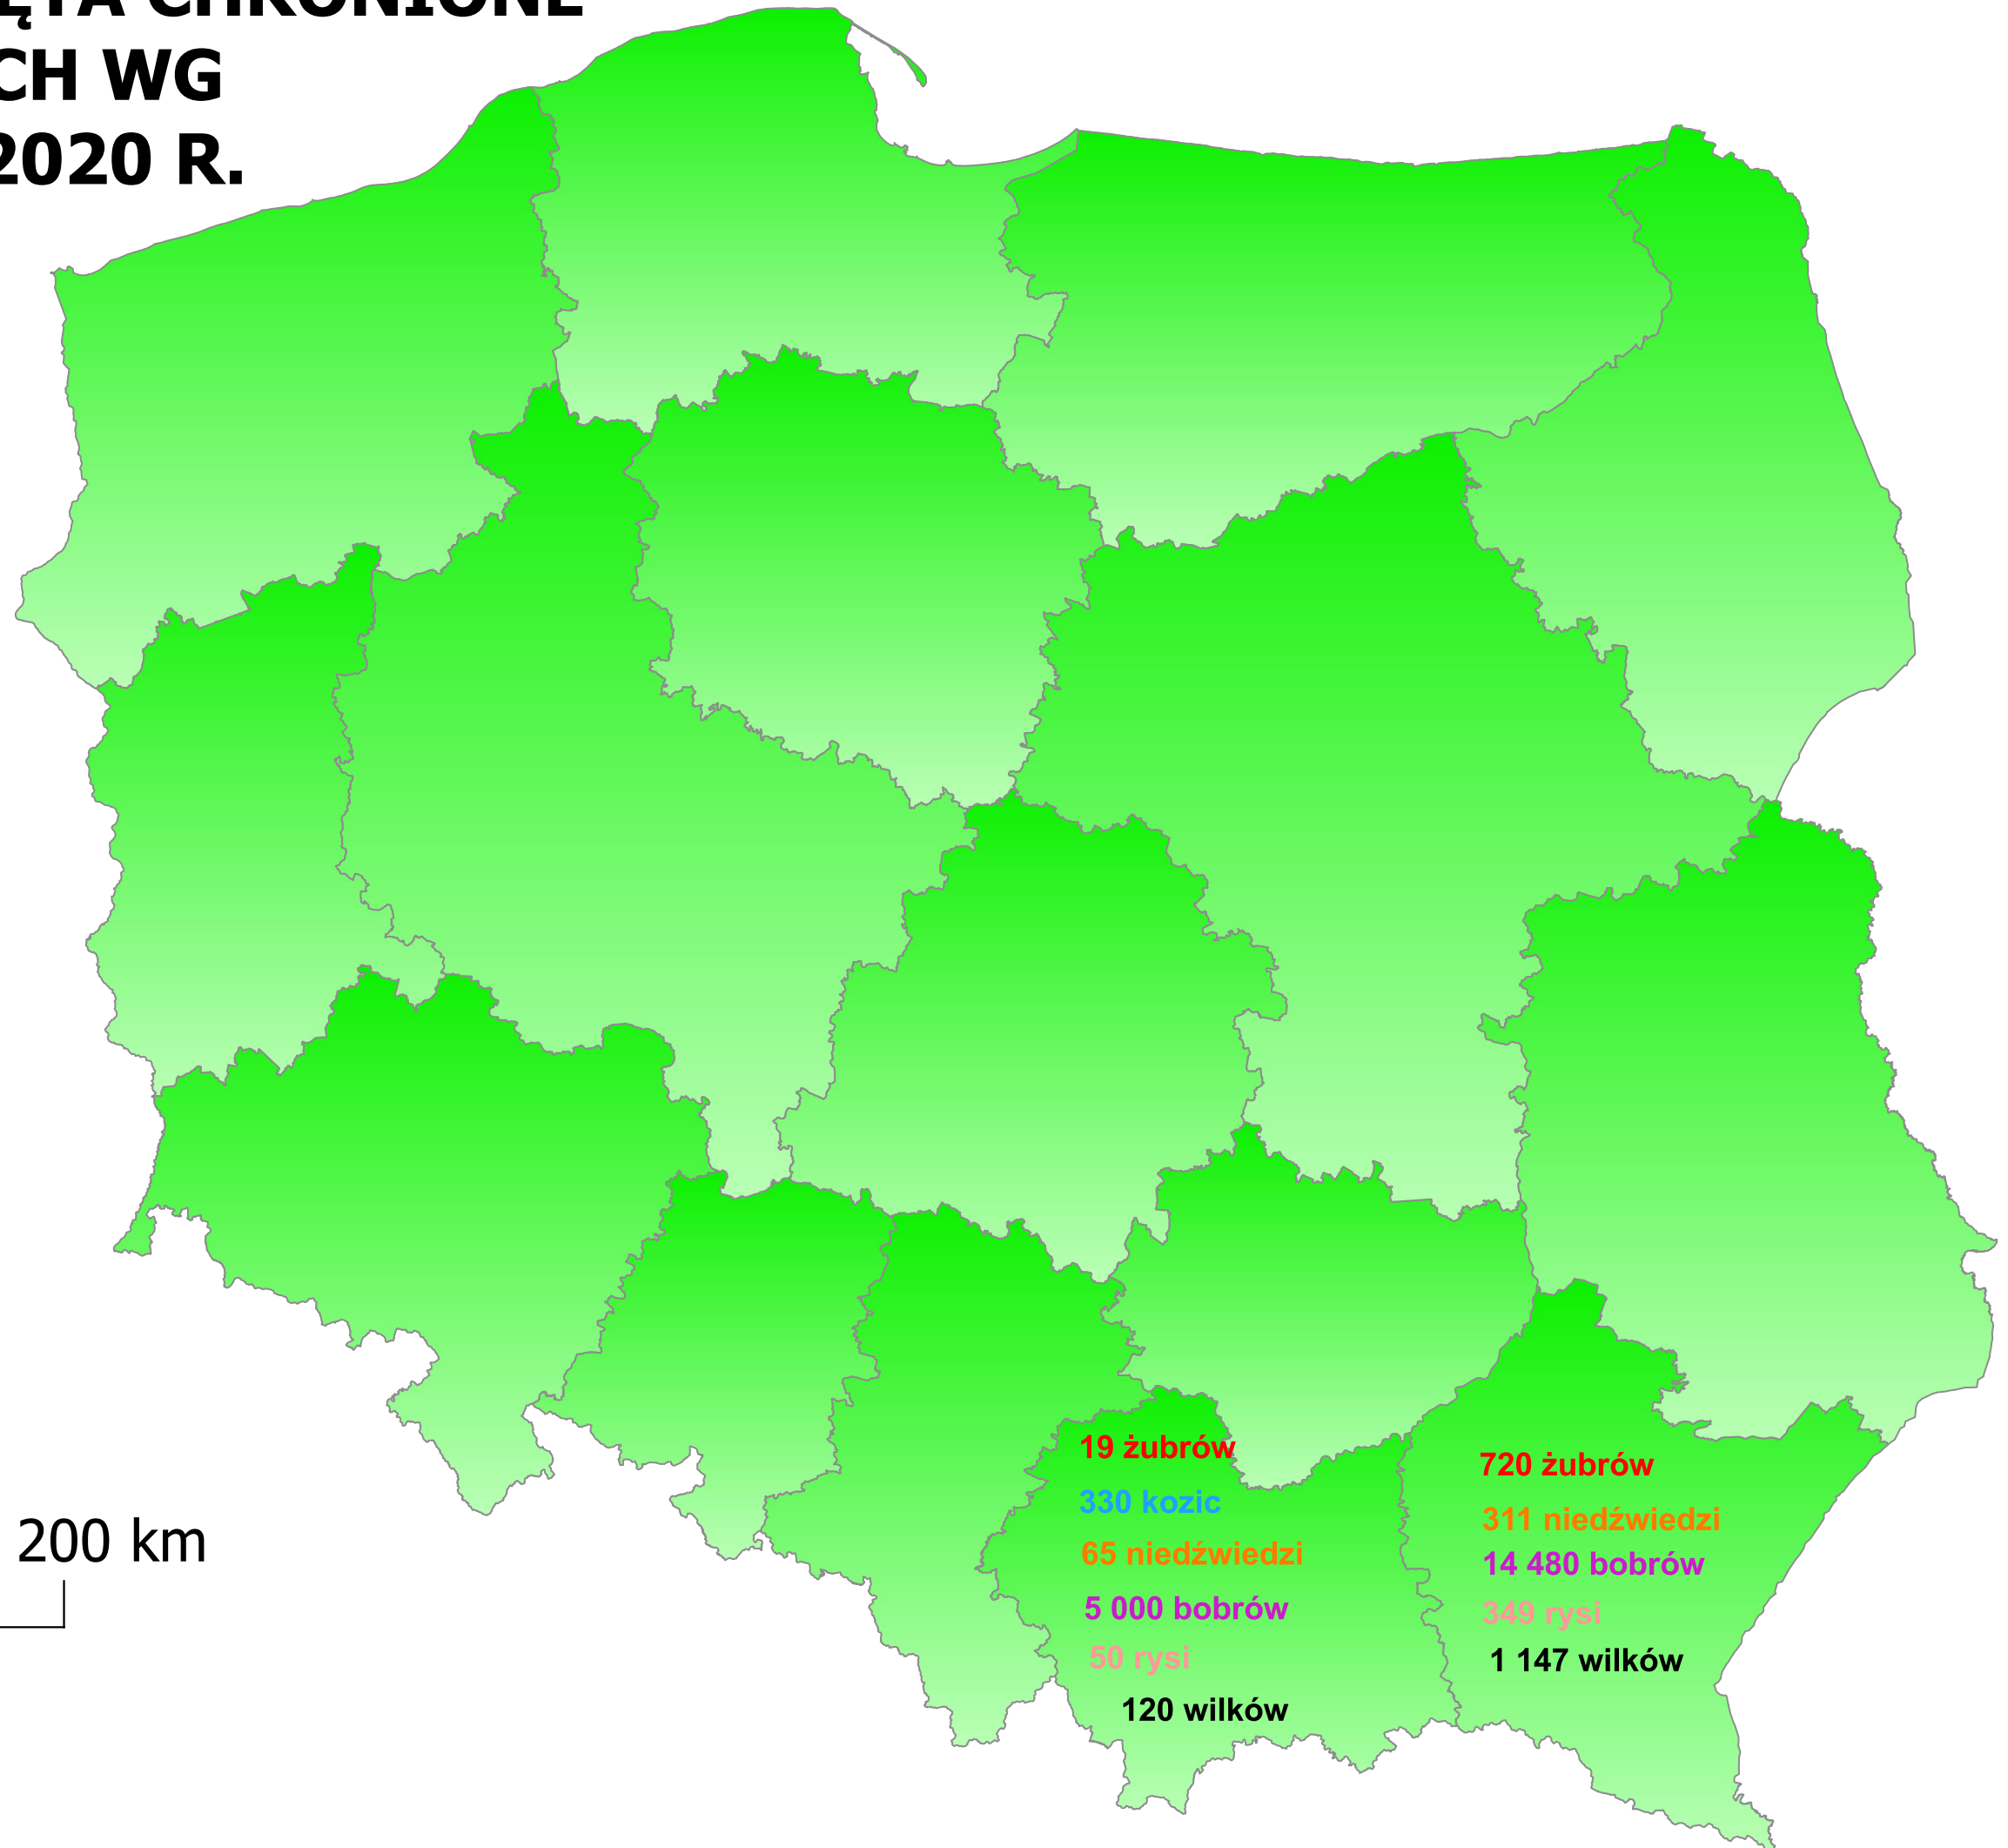 CHRONIONE
WG
2020 R.
19 żubrów
330 kozic
65 niedźwiedzi
5 000 bobrów
50 rysi
120 wilków
720 żubrów
311 niedźwiedzi
14 480 bobrów
349 rysi
1 147 wilków
200 km